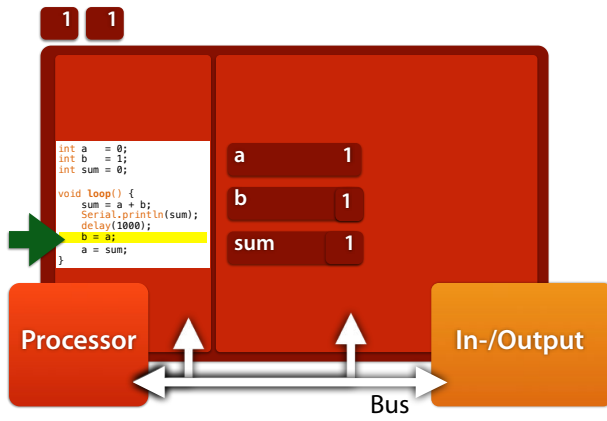 1 1
int a   = 0;
int b   = 1;
int sum = 0;
void loop() {
    sum = a + b;
    Serial.println(sum);
    delay(1000);
    b = a;
    a = sum;
}
a 1
b 1
sum 1
Processor
In-/Output
Bus